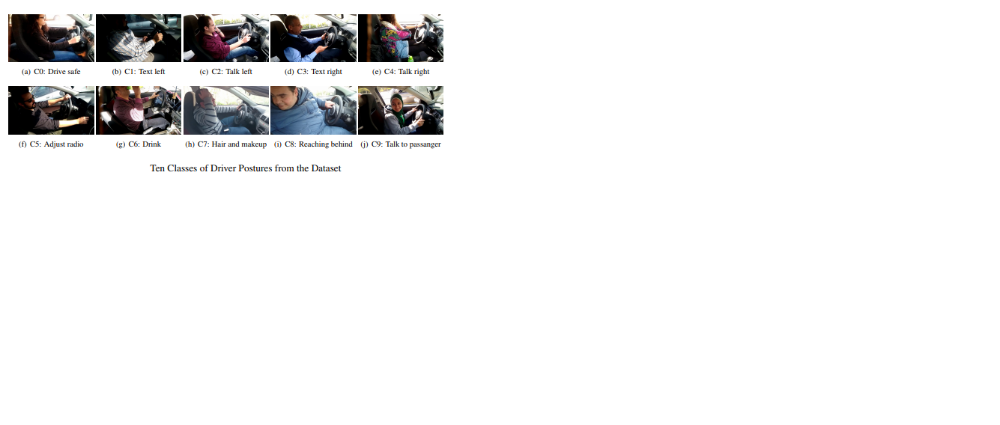 (a) C0: Drive safe
(b) C1: Text left
(c) C2: Talk left
(d) C3: Text right
(e) C4: Talk right
(f) C5: Adjust radio
(g) C6: Drink
(h) C7: Hair and makeup
(i) C8: Reaching behind
(j) C9: Talk to passanger
Ten Classes of Driver Postures from the Dataset